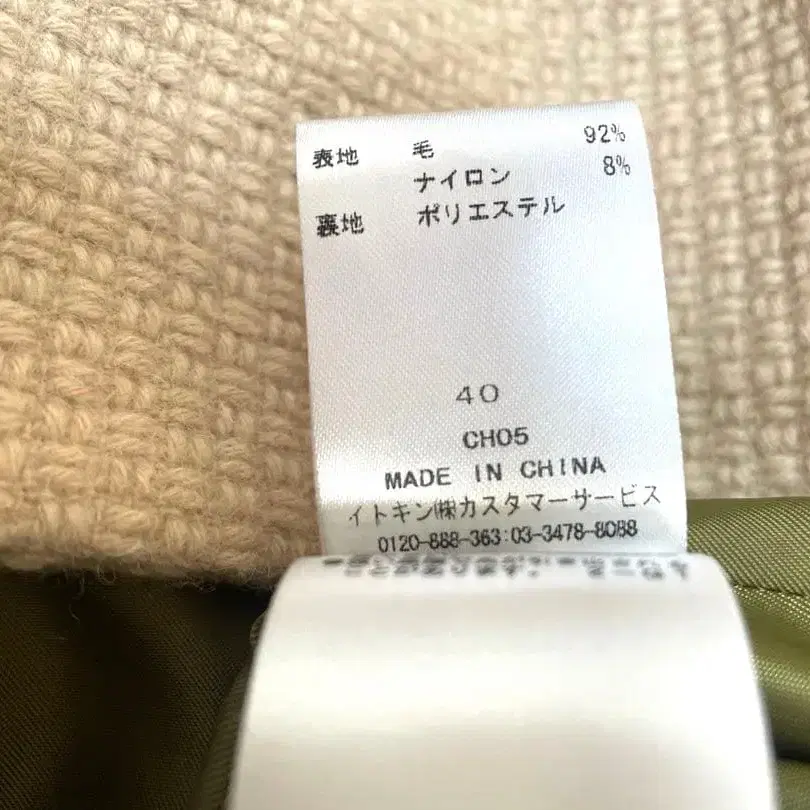 表地 毛 92%
ナイロン 8%
裏地 ポリエステル
40
CH05
MADE IN CHINA
イトキン㈱カスタマーサービス
0120-888-363:03-3478-8088